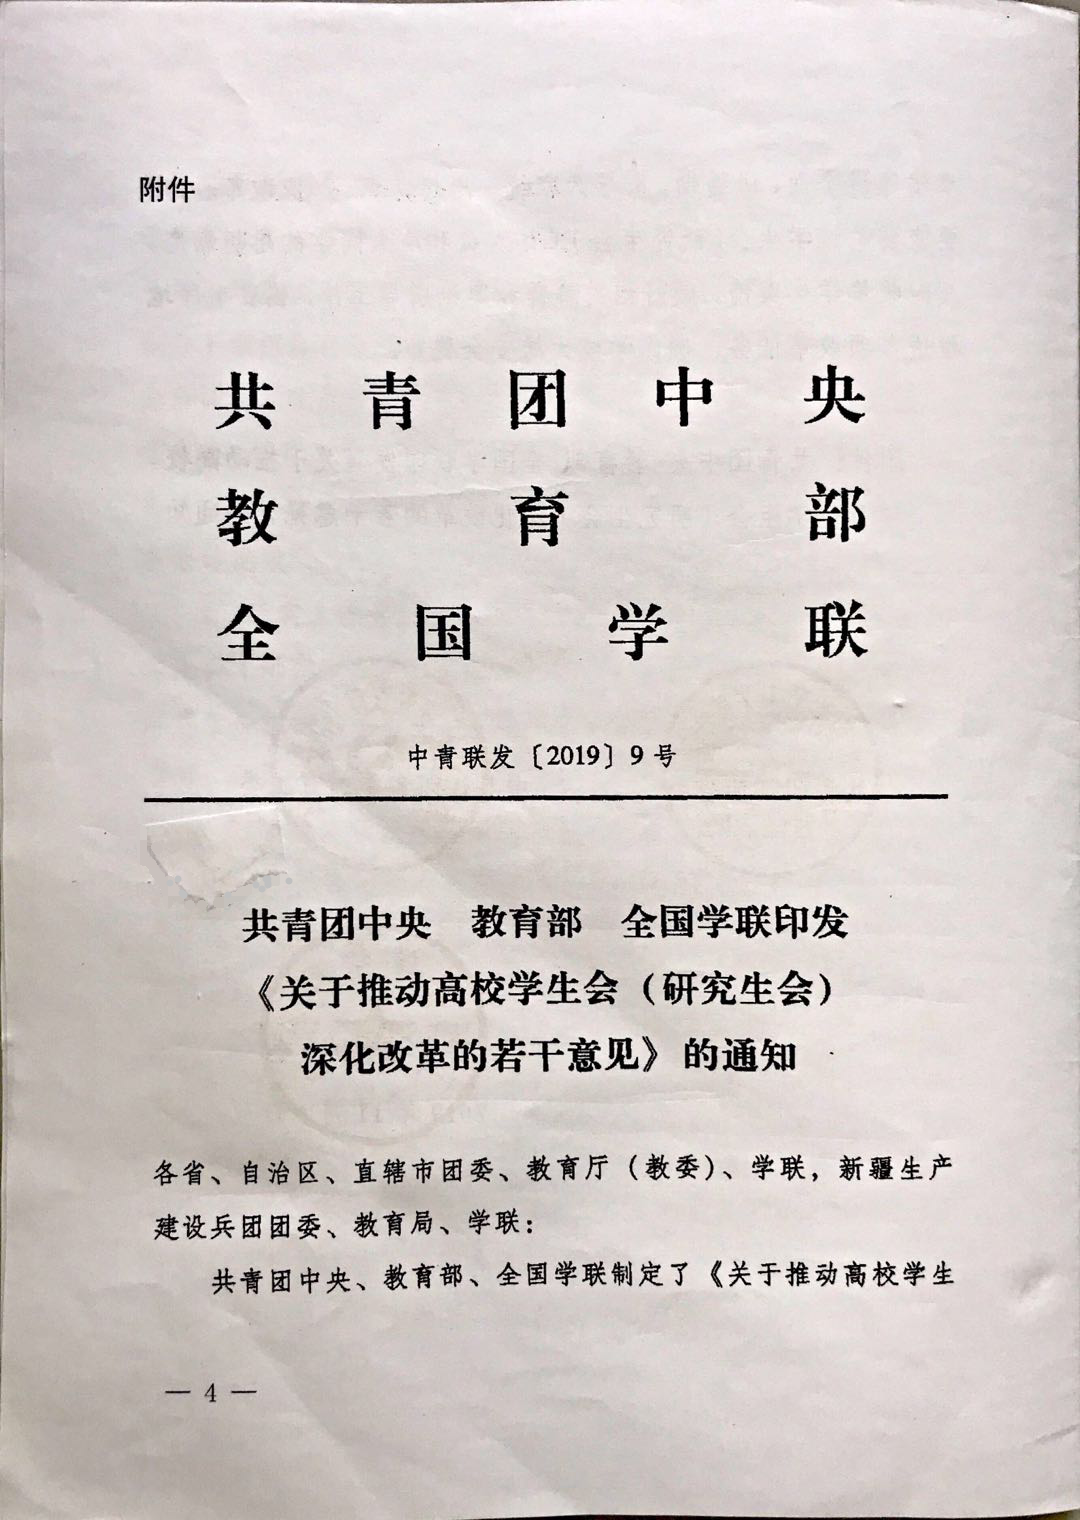 附件
共青团中央
教育部
全国学联
中青联发〔2019〕9号
共青团中央 教育部 全国学联印发
《关于推动高校学生会（研究生会）
深化改革的若干意见》的通知
各省、自治区、直辖市团委、教育厅（教委）、学联，新疆生产
建设兵团团委、教育局、学联：
共青团中央、教育部、全国学联制定了《关于推动高校学生
— 4 —